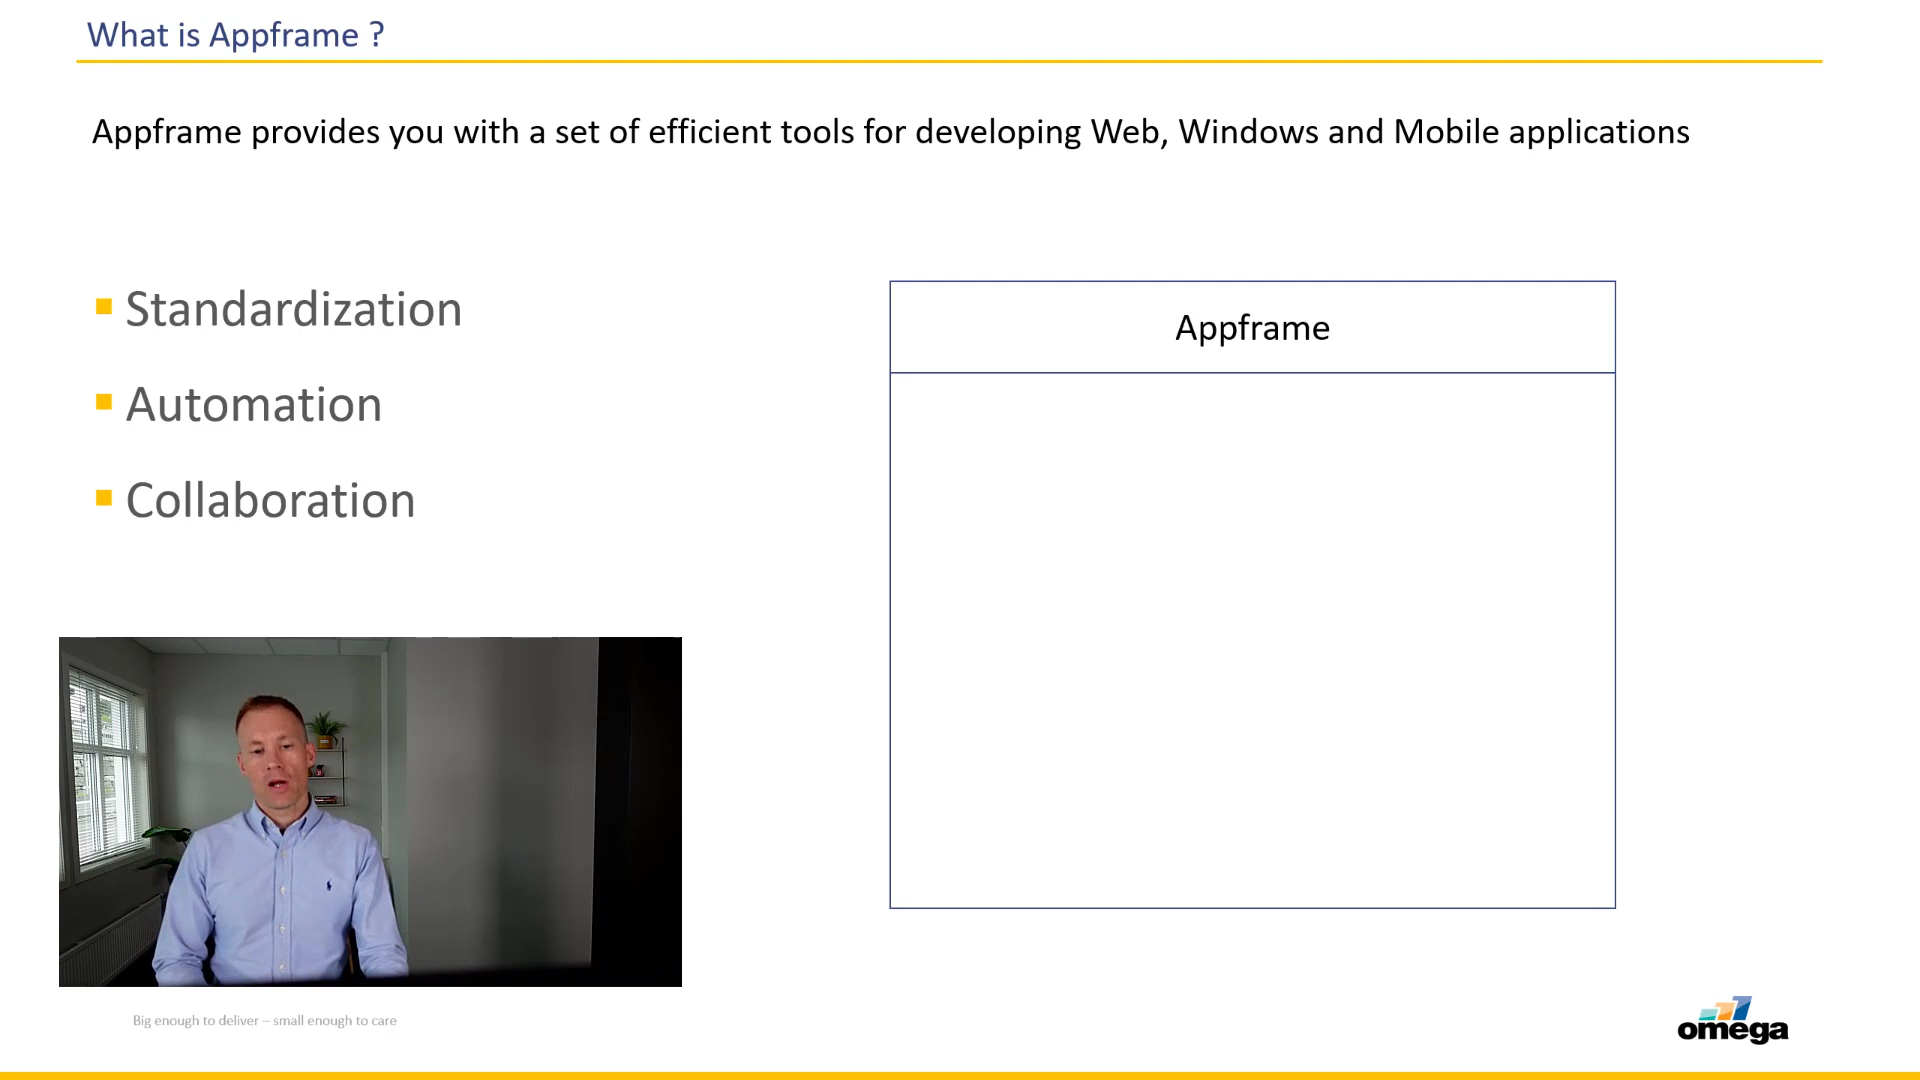 What is Appframe ?
Appframe provides you with a set of efficient tools for developing Web, Windows and Mobile applications
Standardization
Automation
Collaboration
Appframe
Big enough to deliver – small enough to care
omega